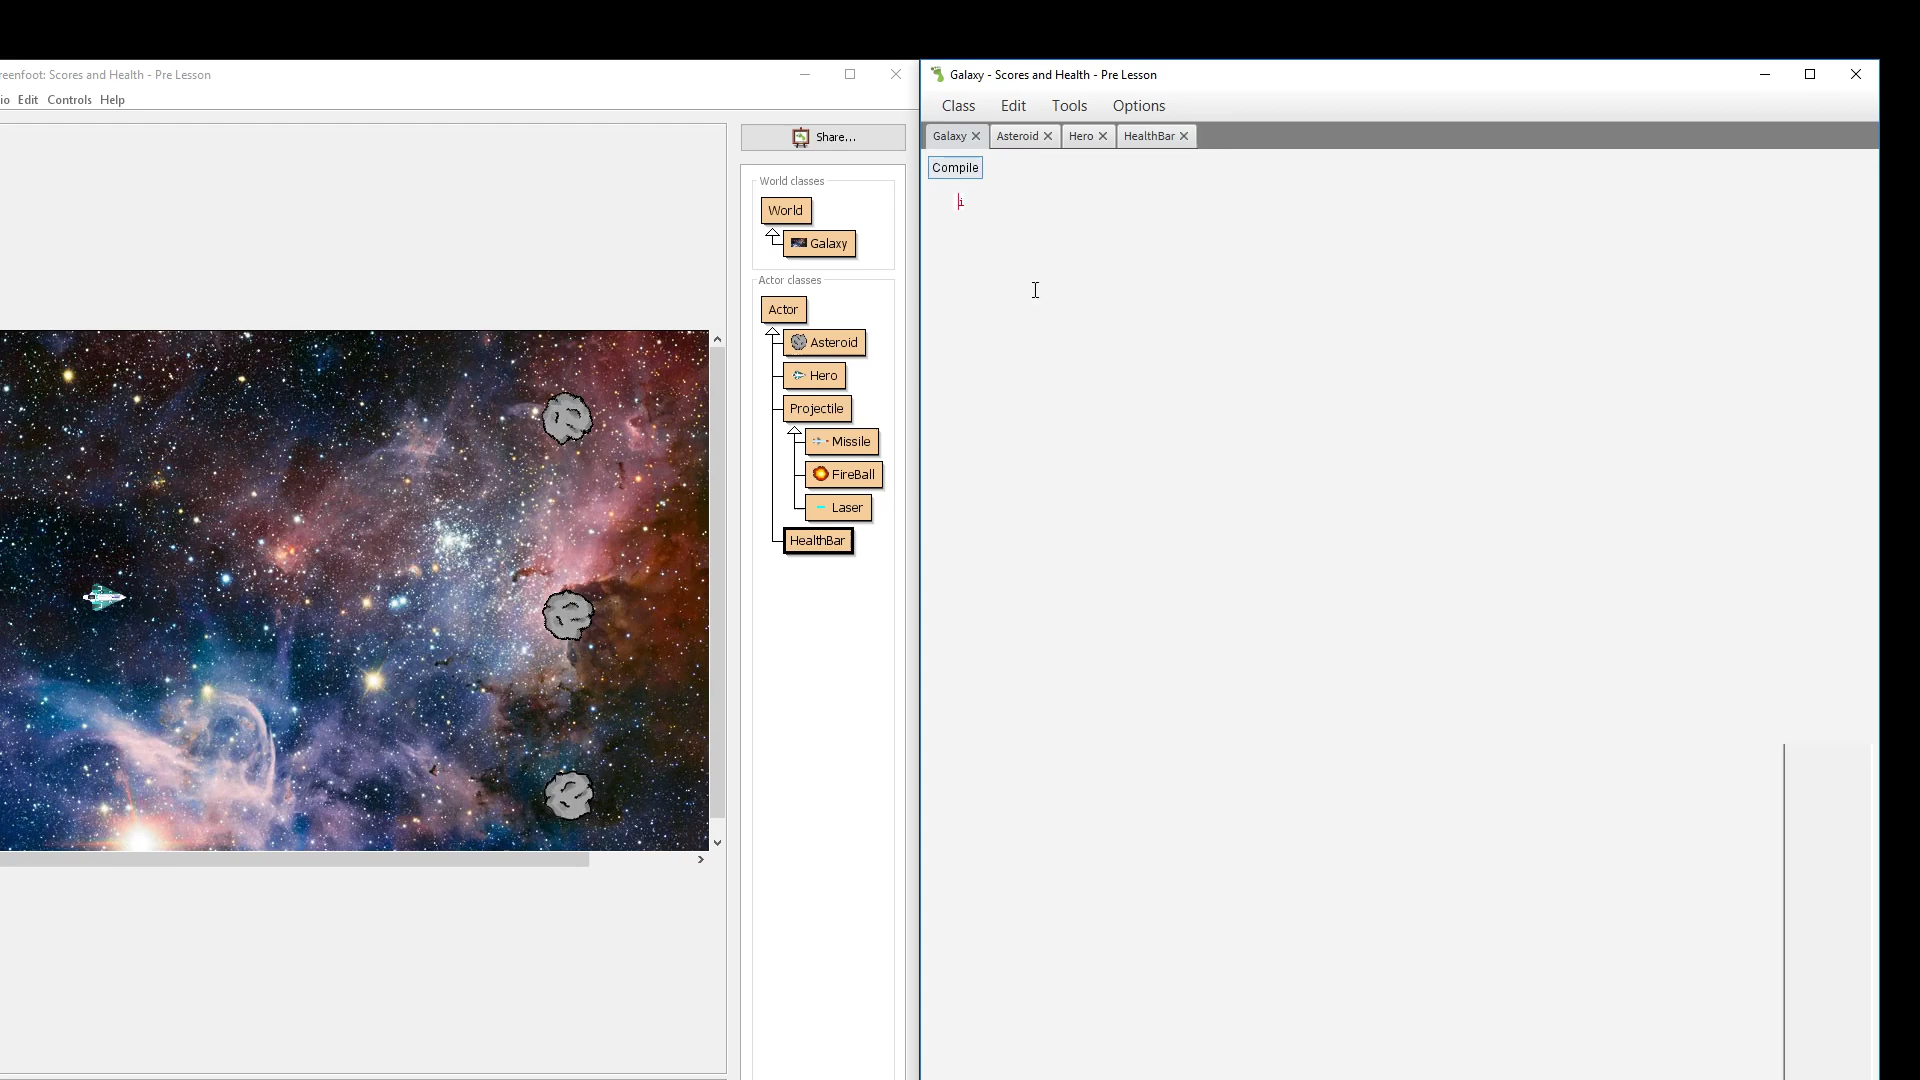 reenfoot: Scores and Health - Pre Lesson
io Edit Controls Help
Share...
World classes
World
Galaxy
Actor classes
Actor
Asteroid
Hero
Projectile
Missile
FireBall
Laser
HealthBar
Galaxy - Scores and Health - Pre Lesson
Class Edit Tools Options
Galaxy Asteroid Hero HealthBar
Compile
i